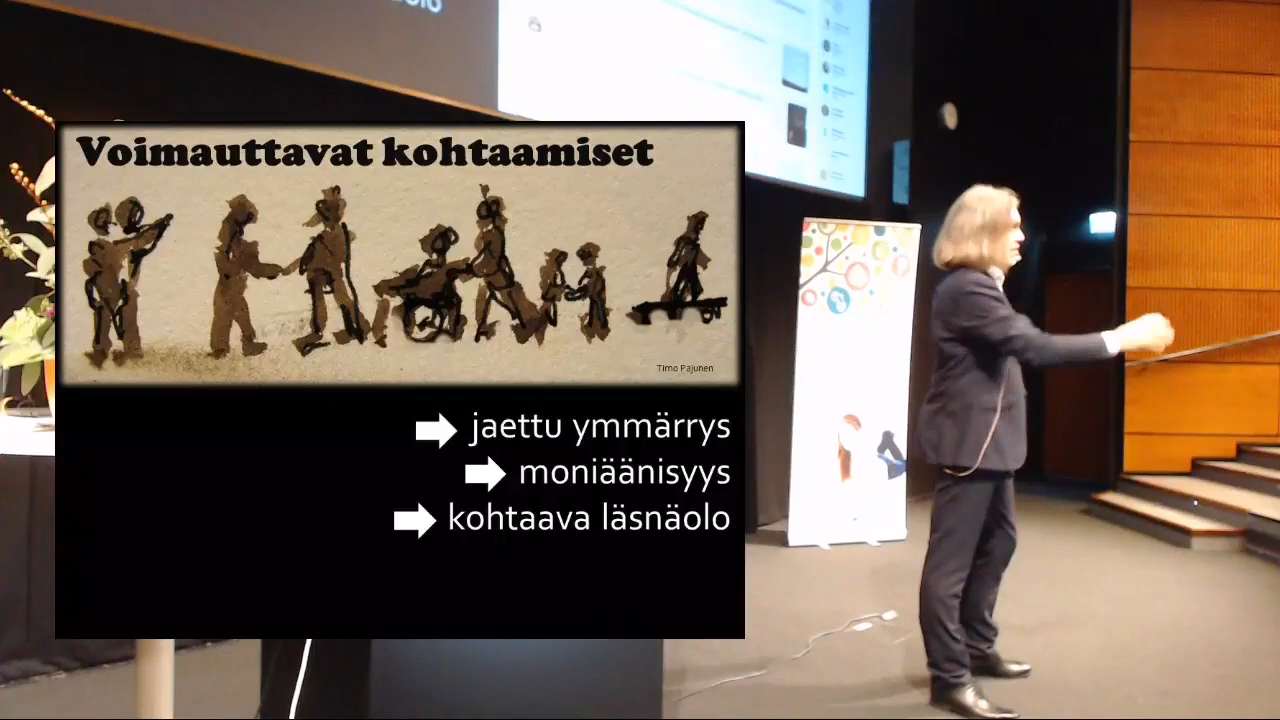 Voimauttavat kohtaamiset
Timo Pajunen
jaettu ymmärrys
moniäänisyys
kohtaava läsnäolo